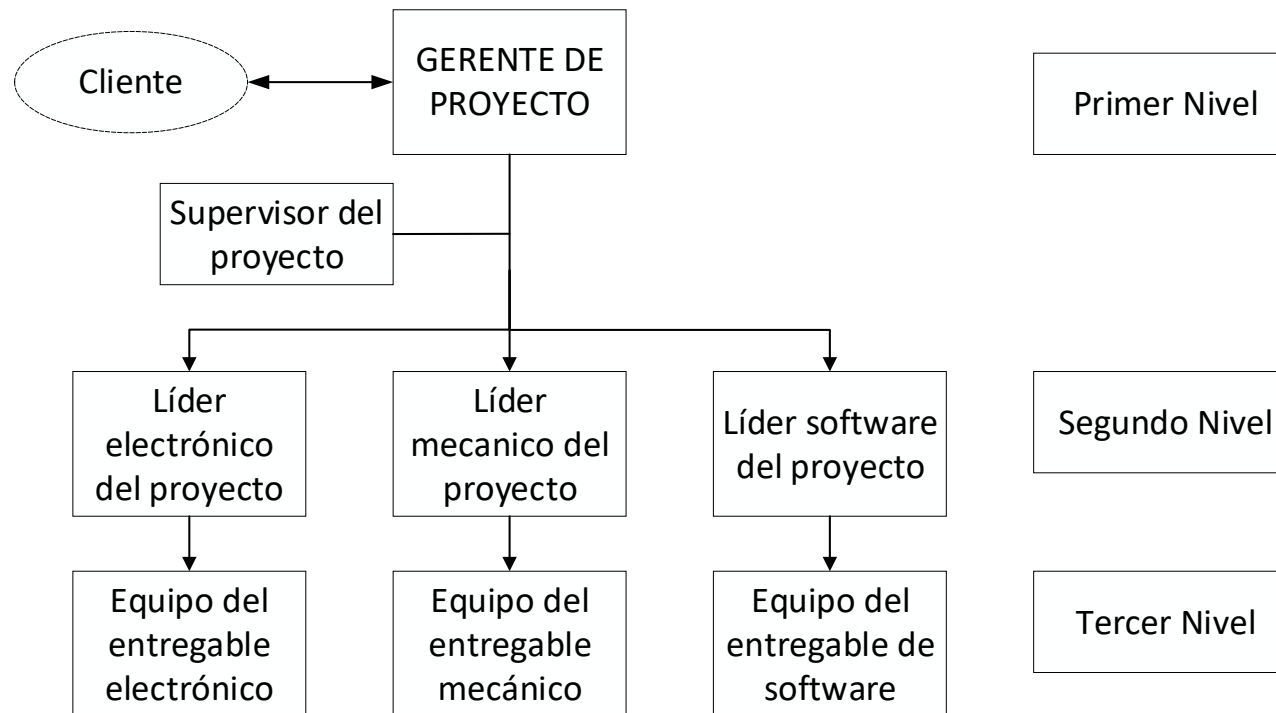 Cliente
GERENTE DE
PROYECTO
Primer Nivel
Supervisor del
proyecto
Líder
electrónico
del proyecto
Líder
mecanico del
proyecto
Líder software
del proyecto
Segundo Nivel
Equipo del
entregable
electrónico
Equipo del
entregable
mecánico
Equipo del
entregable de
software
Tercer Nivel